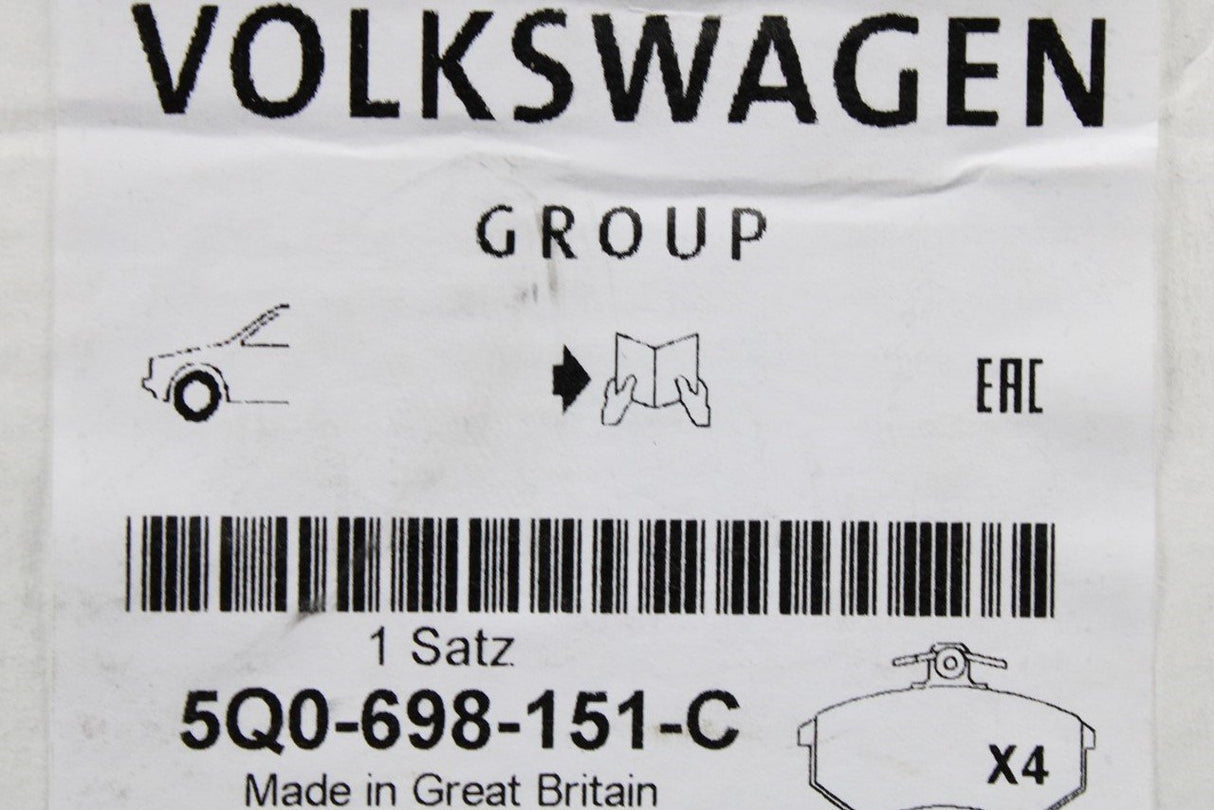 VOLKSWAGEN
GROUP
EAC
1 Satz
5Q0-698-151-C
X4
Made in Great Britain